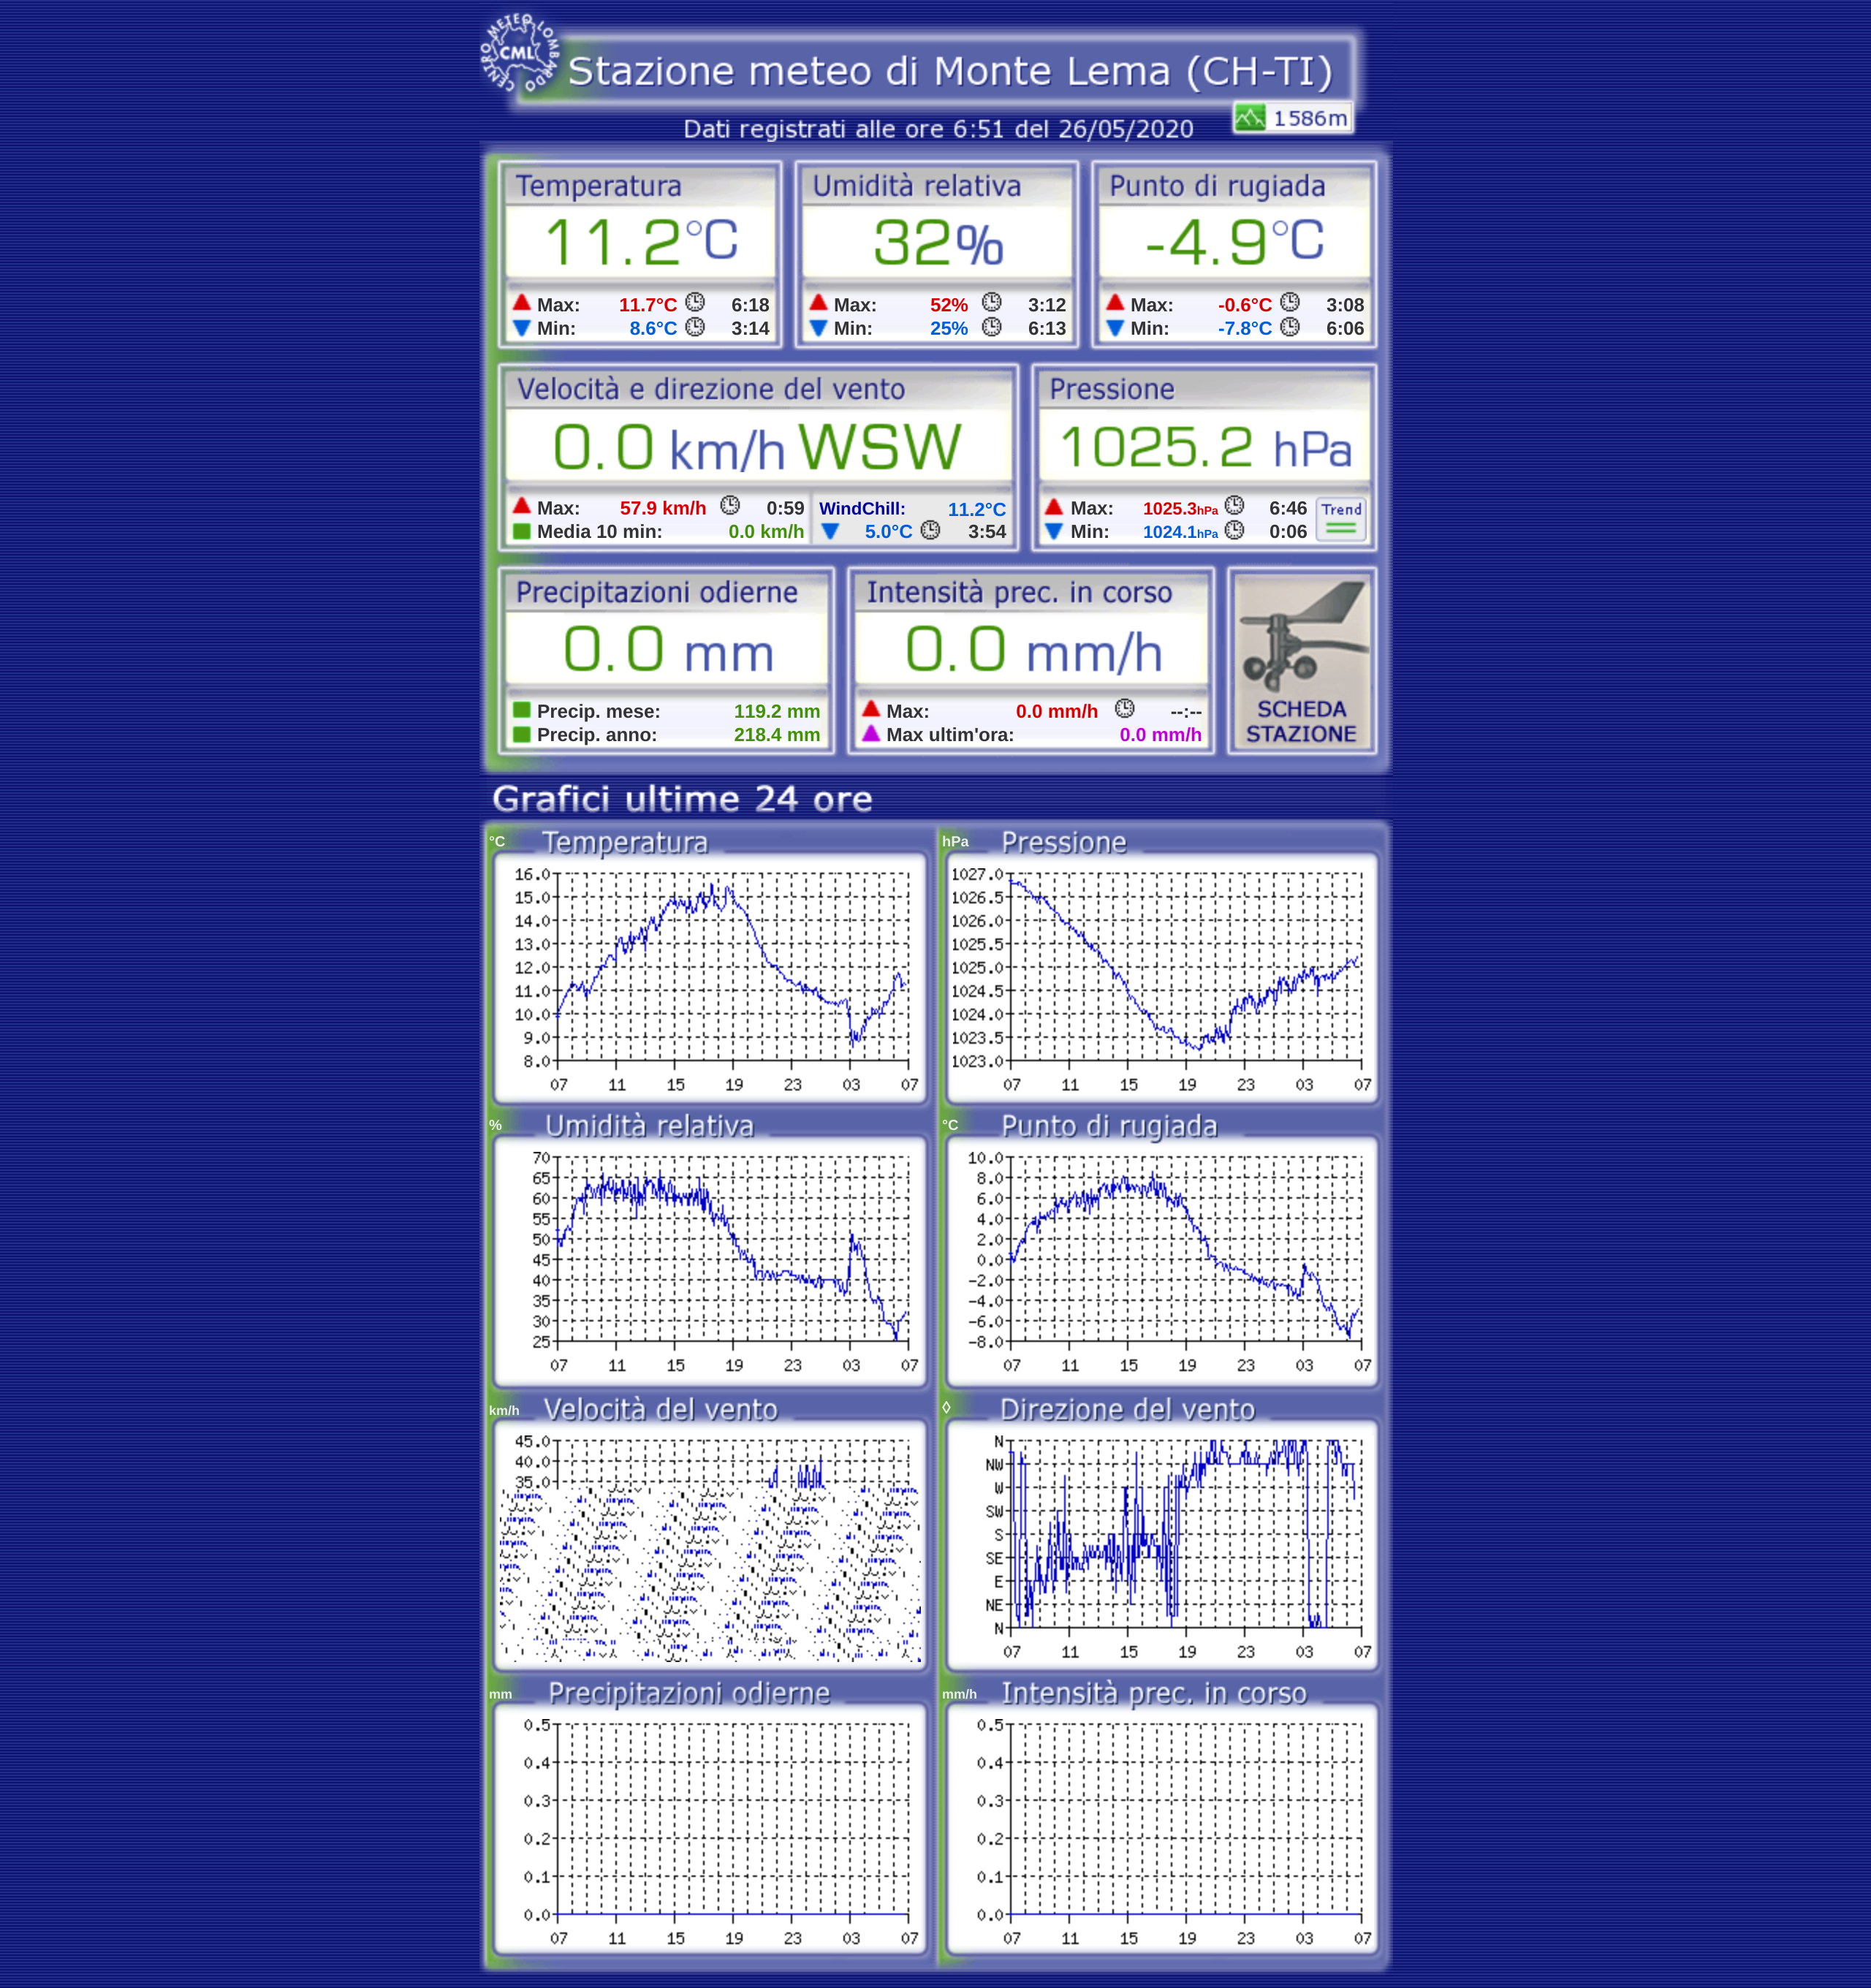 CENTRO METEO LOMBARDO
CML
Stazione meteo di Monte Lema (CH-TI)
1586m
Dati registrati alle ore 6:51 del 26/05/2020
Temperatura
11.2°C
Max: 11.7°C 6:18
Min: 8.6°C 3:14
Umidità relativa
32%
Max: 52% 3:12
Min: 25% 6:13
Punto di rugiada
-4.9°C
Max: -0.6°C 3:08
Min: -7.8°C 6:06
Velocità e direzione del vento
0.0 km/h WSW
Max: 57.9 km/h 0:59
Media 10 min: 0.0 km/h
WindChill: 11.2°C
5.0°C 3:54
Pressione
1025.2 hPa
Max: 1025.3hPa 6:46
Min: 1024.1hPa 0:06
Trend
Precipitazioni odierne
0.0 mm
Precip. mese: 119.2 mm
Precip. anno: 218.4 mm
Intensità prec. in corso
0.0 mm/h
Max: 0.0 mm/h --:--
Max ultim'ora: 0.0 mm/h
SCHEDA
STAZIONE
Grafici ultime 24 ore
°C Temperatura
16.0
15.0
14.0
13.0
12.0
11.0
10.0
9.0
8.0
07 11 15 19 23 03 07
hPa Pressione
1027.0
1026.5
1026.0
1025.5
1025.0
1024.5
1024.0
1023.5
1023.0
07 11 15 19 23 03 07
% Umidità relativa
70
65
60
55
50
45
40
35
30
25
07 11 15 19 23 03 07
°C Punto di rugiada
10.0
8.0
6.0
4.0
2.0
0.0
-2.0
-4.0
-6.0
-8.0
07 11 15 19 23 03 07
km/h Velocità del vento
45.0
40.0
35.0
◊ Direzione del vento
N
NW
W
SW
S
SE
E
NE
N
07 11 15 19 23 03 07
mm Precipitazioni odierne
0.5
0.4
0.3
0.2
0.1
0.0
07 11 15 19 23 03 07
mm/h Intensità prec. in corso
0.5
0.4
0.3
0.2
0.1
0.0
07 11 15 19 23 03 07